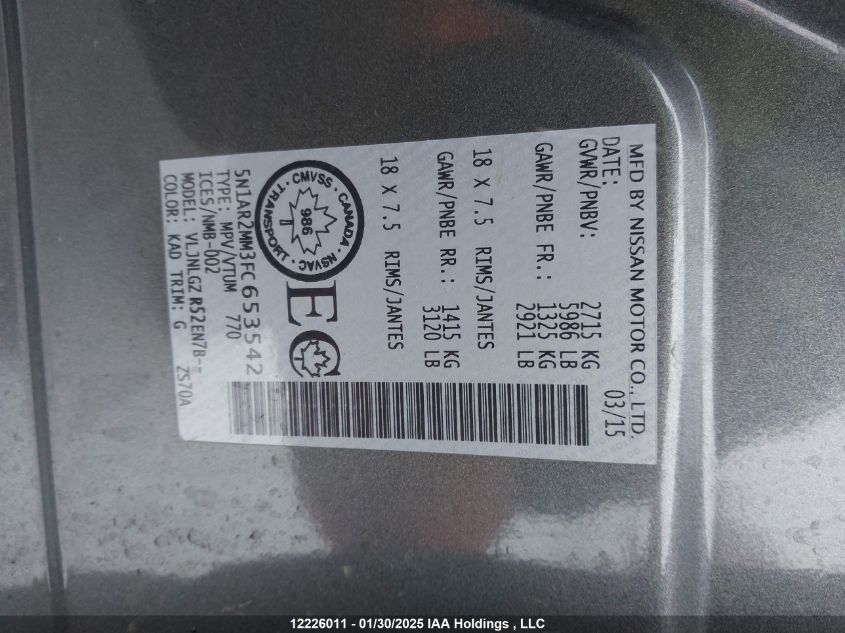 MFD BY NISSAN MOTOR CO., LTD.
DATE: 03/15
GVWR/PNBV: 2715 KG
5986 LB
GAWR/PNBE FR.: 1325 KG
2921 LB
18 X 7.5 RIMS/JANTES
GAWR/PNBE RR.: 1415 KG
3120 LB
18 X 7.5 RIMS/JANTES
CMVSS · CANADA · NSVAC · TRANSPORT ·
986
EC
5N1AR2MM3FC653542
TYPE: MPV/VTUM 770
ICES/NMB-002
MODEL: VLJNLGZ R52EN7B-
COLOR: KAD TRIM: G ZS70A
12226011 - 01/30/2025 IAA Holdings , LLC